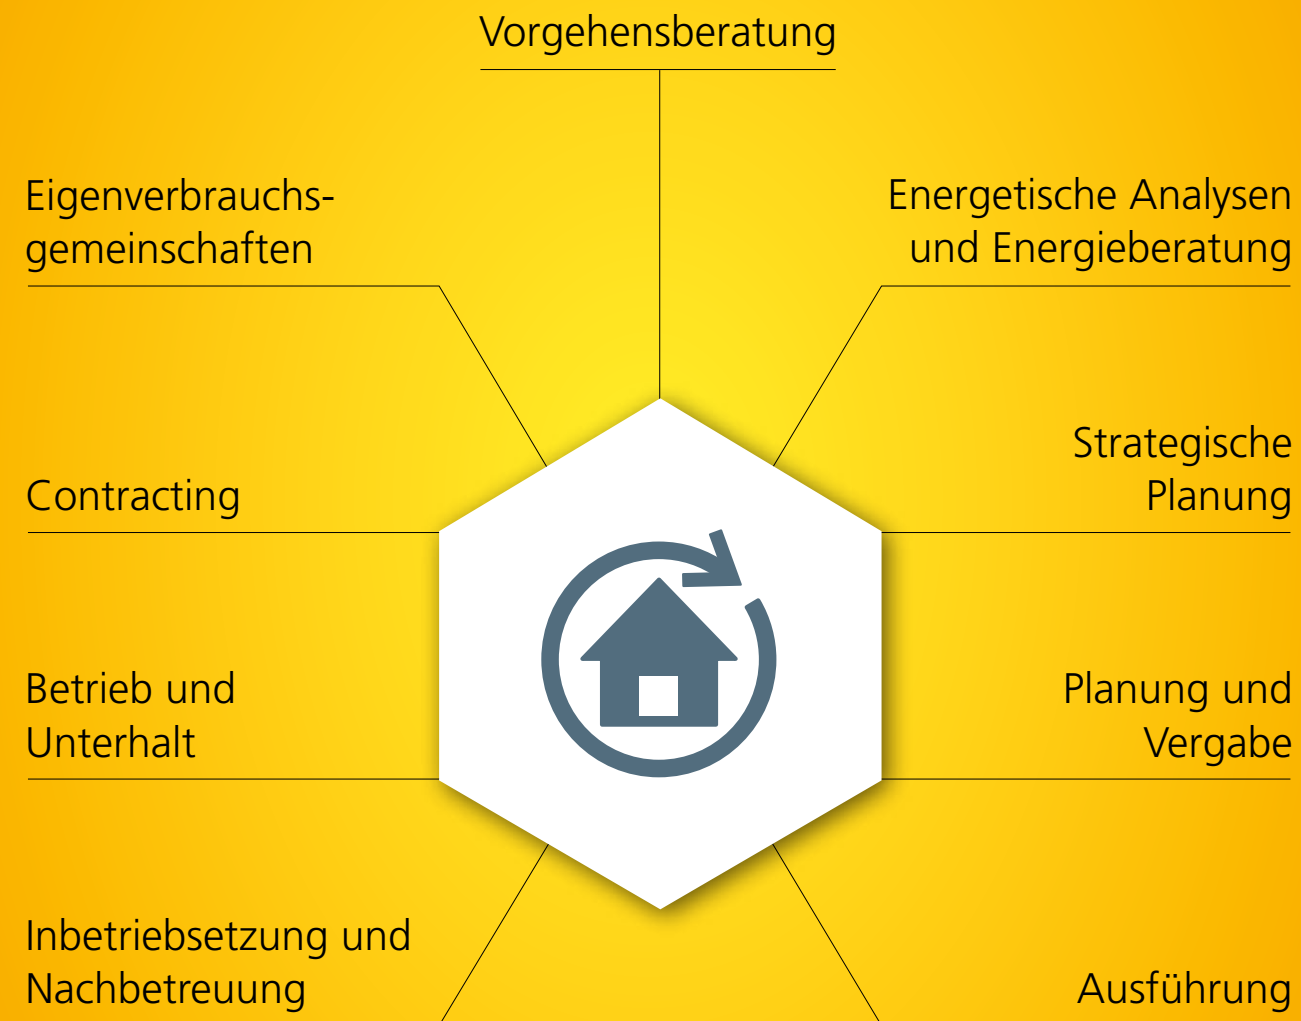 Vorgehensberatung
Eigenverbrauchs-
gemeinschaften
Energetische Analysen
und Energieberatung
Contracting
Strategische
Planung
Betrieb und
Unterhalt
Planung und
Vergabe
Inbetriebsetzung und
Nachbetreuung
Ausführung